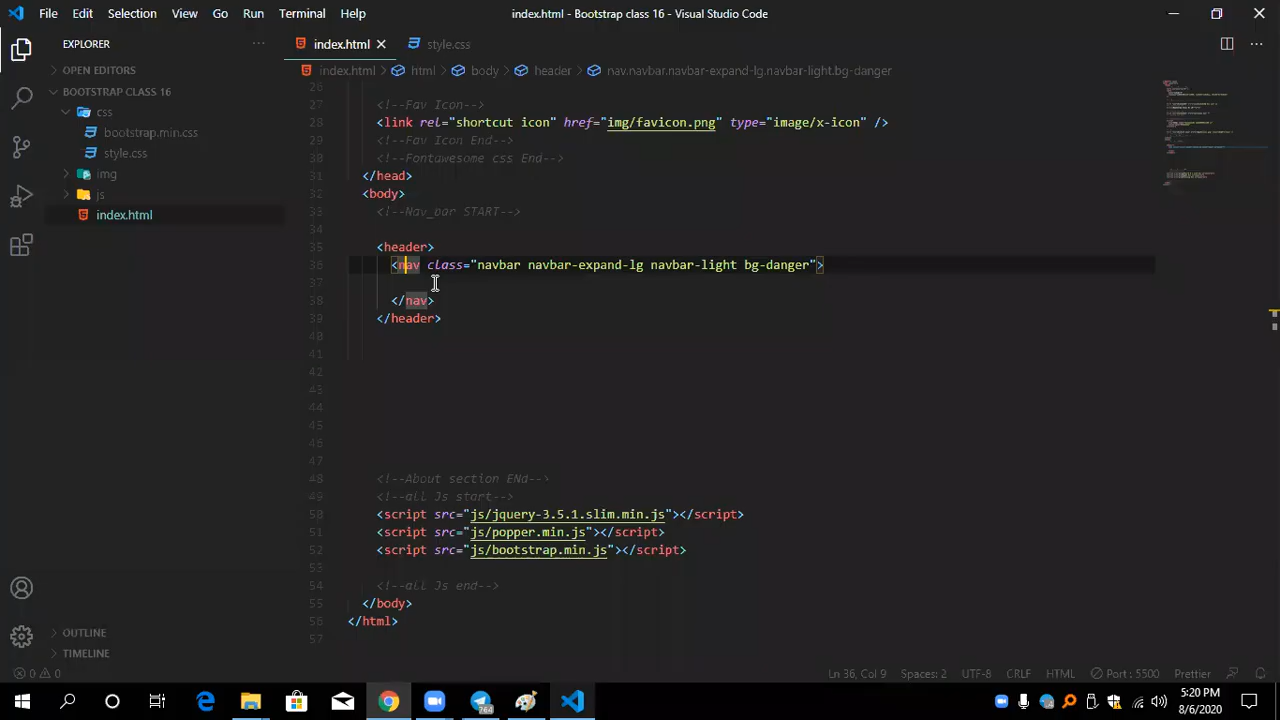 File Edit Selection View Go Run Terminal Help
index.html - Bootstrap class 16 - Visual Studio Code
EXPLORER
index.html
style.css
OPEN EDITORS
index.html > html > body > header > nav.navbar.navbar-expand-lg.navbar-light.bg-danger
BOOTSTRAP CLASS 16
css
bootstrap.min.css
style.css
img
js
index.html
OUTLINE
TIMELINE
26
27 <!--Fav Icon-->
28 <link rel="shortcut icon" href="img/favicon.png" type="image/x-icon" />
29 <!--Fav Icon End-->
30 <!--Fontawesome css End-->
31 </head>
32 <body>
33 <!--Nav_bar START-->
34
35 <header>
36 <nav class="navbar navbar-expand-lg navbar-light bg-danger">
37
38 </nav>
39 </header>
40
41
42
43
44
45
46
47
48 <!--About section ENd-->
49 <!--all Js start-->
50 <script src="js/jquery-3.5.1.slim.min.js"></script>
51 <script src="js/popper.min.js"></script>
52 <script src="js/bootstrap.min.js"></script>
53
54 <!--all Js end-->
55 </body>
56 </html>
57
0 0
Ln 36, Col 9 Spaces: 2 UTF-8 CRLF HTML Port : 5500 Prettier
264
5:20 PM
8/6/2020